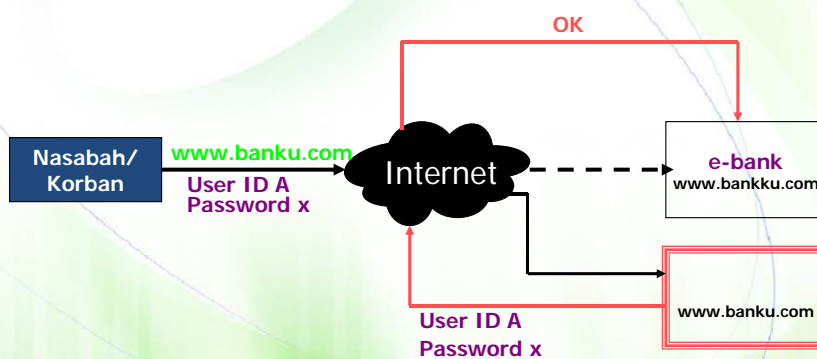 OK
Nasabah/
Korban
www.banku.com
User ID A
Password x
Internet
e-bank
www.bankku.com
www.banku.com
User ID A
Password x